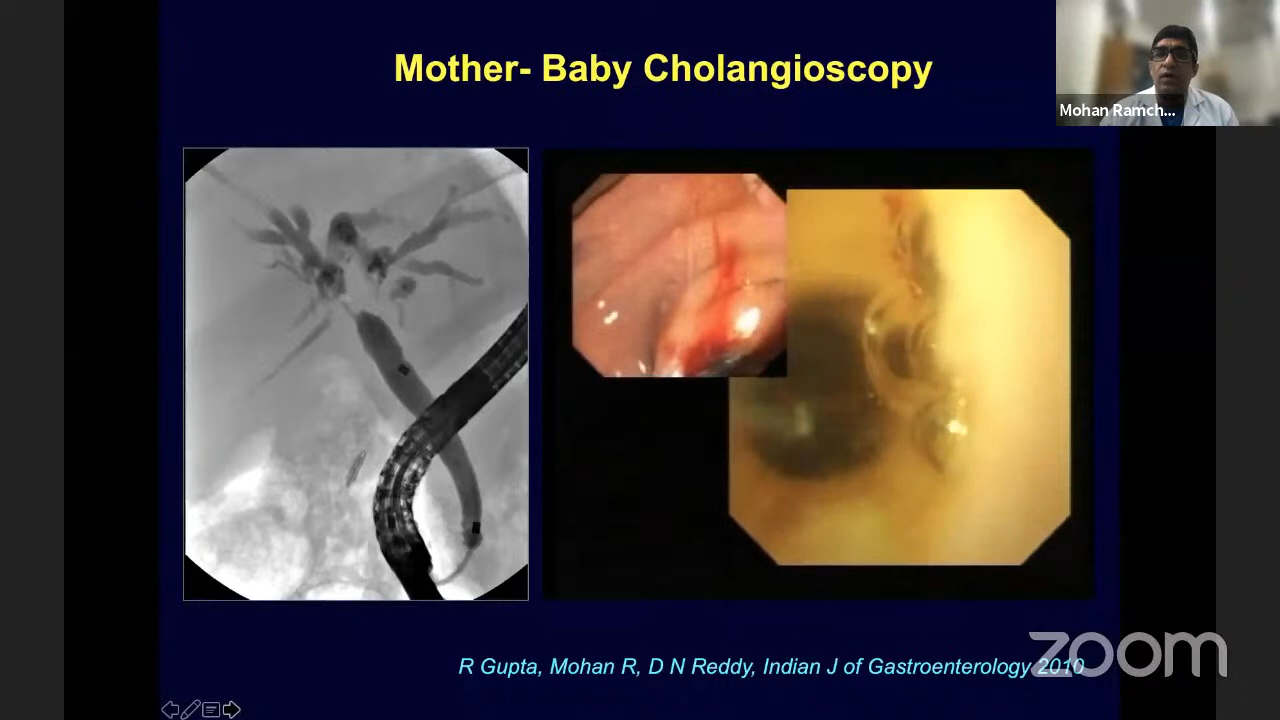 Mother- Baby Cholangioscopy
Mohan Ramch...
R Gupta, Mohan R, D N Reddy, Indian J of Gastroenterology 2010
zoom